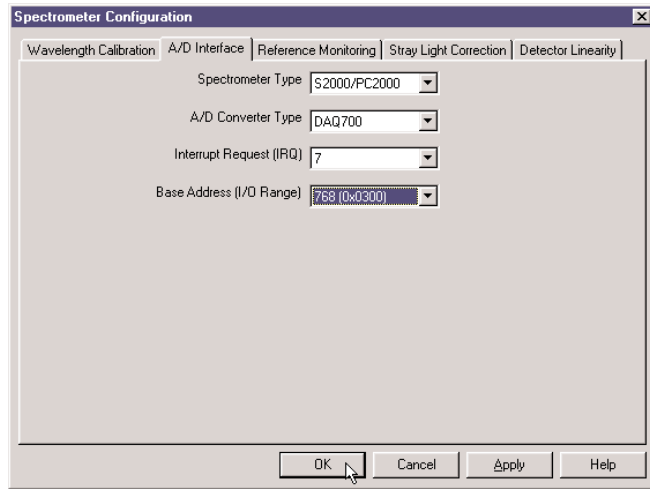 Spectrometer Configuration
Wavelength Calibration A/D Interface Reference Monitoring Stray Light Correction Detector Linearity
Spectrometer Type S2000/PC2000
A/D Converter Type DAQ700
Interrupt Request (IRQ) 7
Base Address (I/O Range) 768 (0x0300)
OK Cancel Apply Help